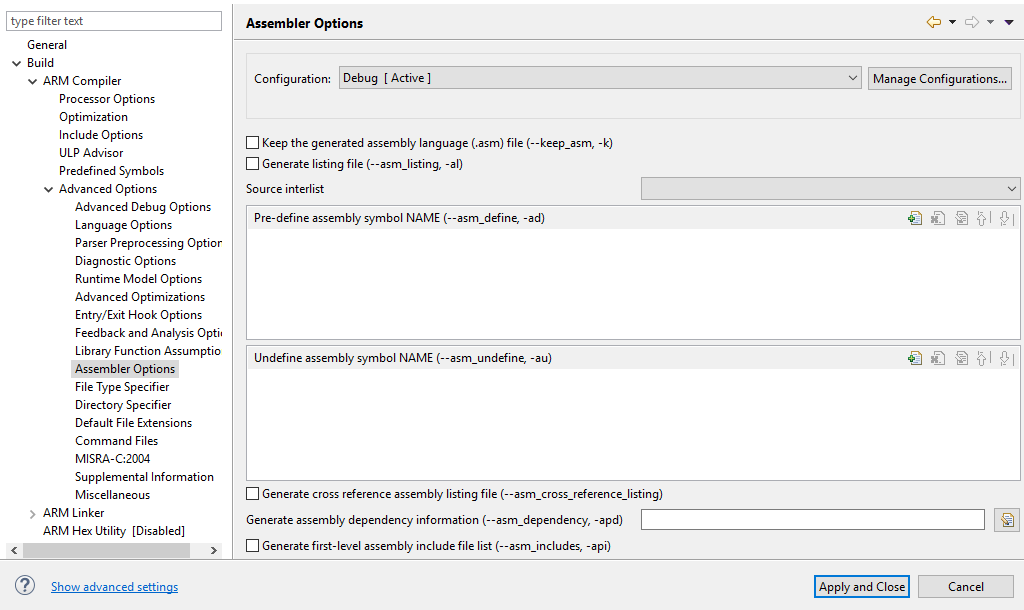 type filter text
General
Build
ARM Compiler
Processor Options
Optimization
Include Options
ULP Advisor
Predefined Symbols
Advanced Options
Advanced Debug Options
Language Options
Parser Preprocessing Option
Diagnostic Options
Runtime Model Options
Advanced Optimizations
Entry/Exit Hook Options
Feedback and Analysis Opti
Library Function Assumptio
Assembler Options
File Type Specifier
Directory Specifier
Default File Extensions
Command Files
MISRA-C:2004
Supplemental Information
Miscellaneous
ARM Linker
ARM Hex Utility [Disabled]
Assembler Options
Configuration: Debug [ Active ] Manage Configurations...
Keep the generated assembly language (.asm) file (--keep_asm, -k)
Generate listing file (--asm_listing, -al)
Source interlist
Pre-define assembly symbol NAME (--asm_define, -ad)
Undefine assembly symbol NAME (--asm_undefine, -au)
Generate cross reference assembly listing file (--asm_cross_reference_listing)
Generate assembly dependency information (--asm_dependency, -apd)
Generate first-level assembly include file list (--asm_includes, -api)
? Show advanced settings Apply and Close Cancel